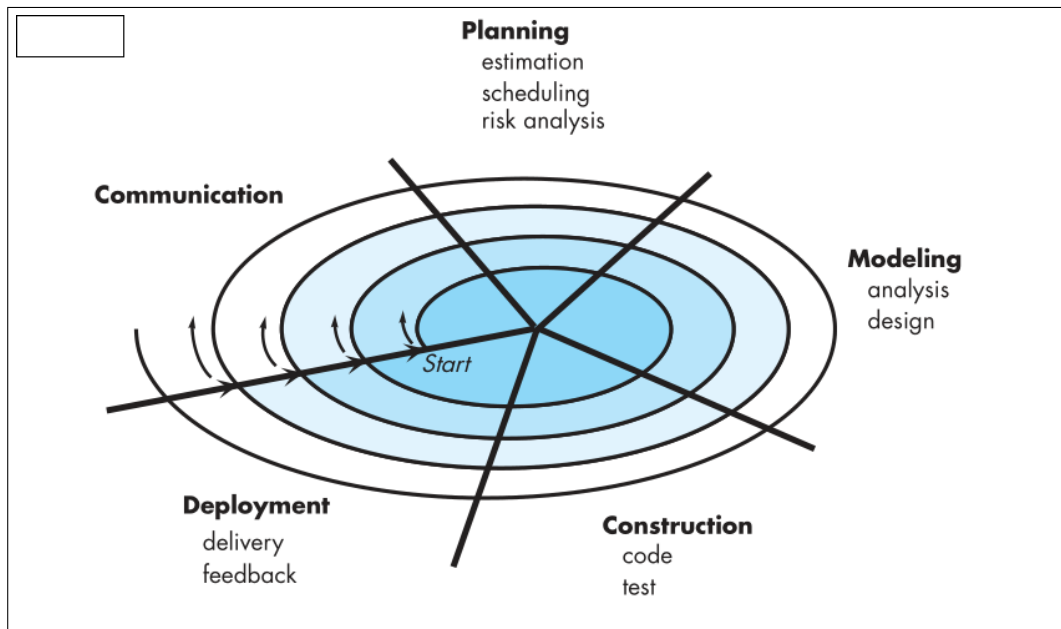 Planning
estimation
scheduling
risk analysis
Communication
Modeling
analysis
design
Start
Deployment
delivery
feedback
Construction
code
test